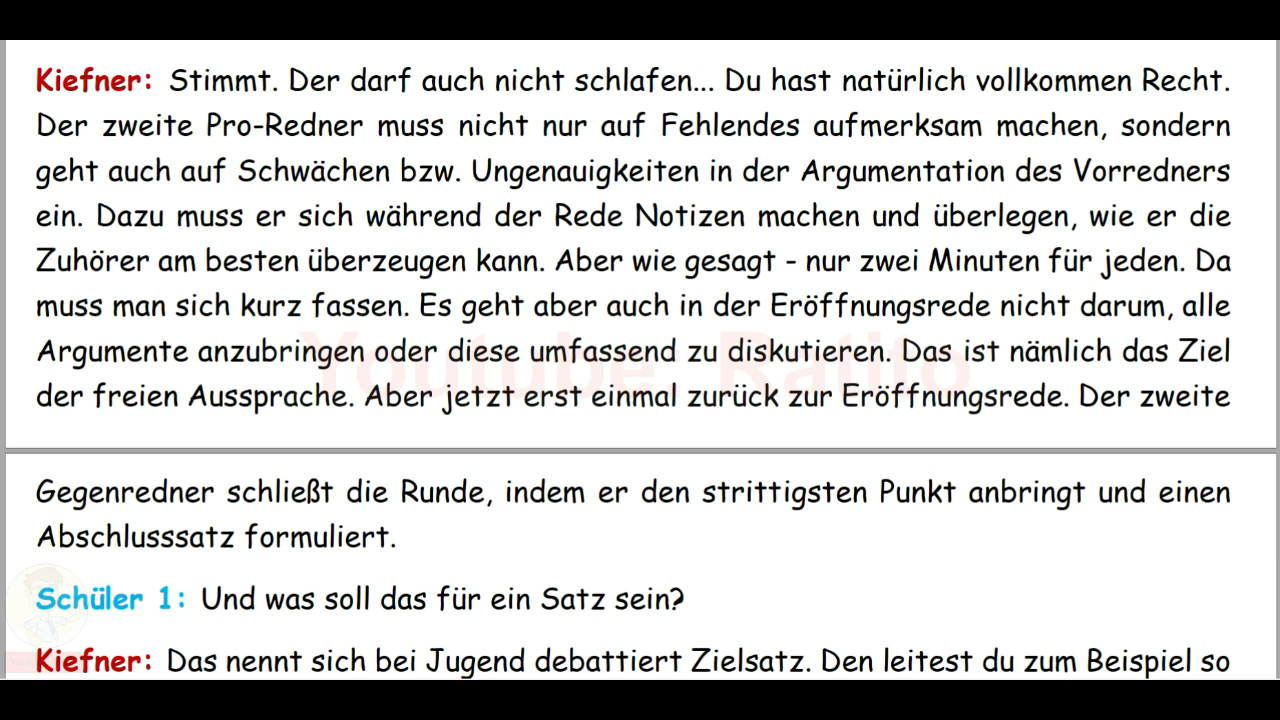 Kiefner: Stimmt. Der darf auch nicht schlafen... Du hast natürlich vollkommen Recht.
Der zweite Pro-Redner muss nicht nur auf Fehlendes aufmerksam machen, sondern
geht auch auf Schwächen bzw. Ungenauigkeiten in der Argumentation des Vorredners
ein. Dazu muss er sich während der Rede Notizen machen und überlegen, wie er die
Zuhörer am besten überzeugen kann. Aber wie gesagt - nur zwei Minuten für jeden. Da
muss man sich kurz fassen. Es geht aber auch in der Eröffnungsrede nicht darum, alle
Argumente anzubringen oder diese umfassend zu diskutieren. Das ist nämlich das Ziel
der freien Aussprache. Aber jetzt erst einmal zurück zur Eröffnungsrede. Der zweite
Youtube: Ratifo
Gegenredner schließt die Runde, indem er den strittigsten Punkt anbringt und einen
Abschlusssatz formuliert.
Schüler 1: Und was soll das für ein Satz sein?
Kiefner: Das nennt sich bei Jugend debattiert Zielsatz. Den leitest du zum Beispiel so